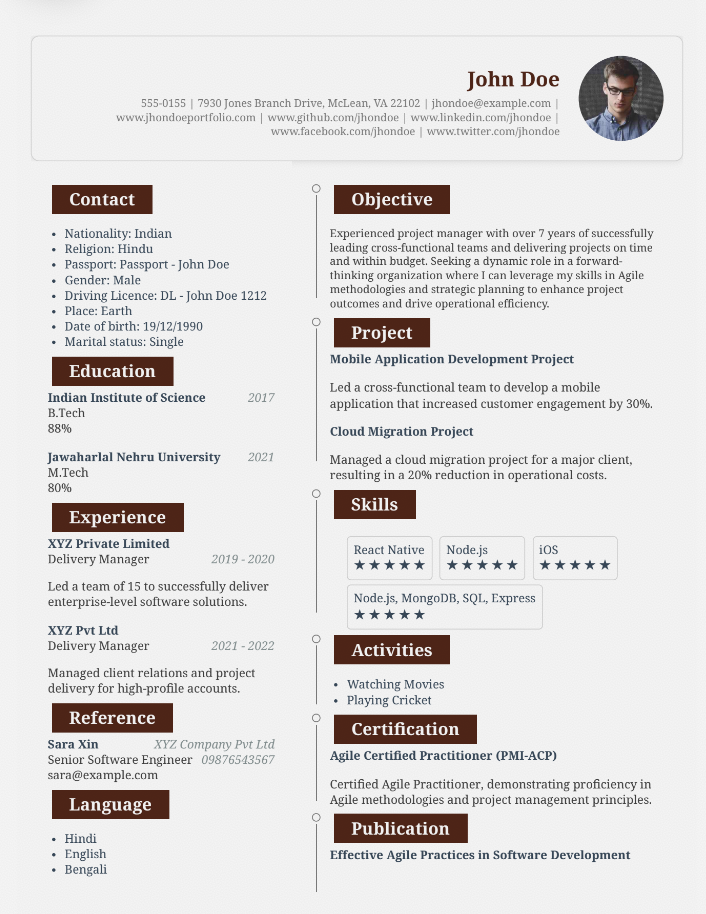 John Doe
555-0155 | 7930 Jones Branch Drive, McLean, VA 22102 | jhondoe@example.com |
www.jhondoeportfolio.com | www.github.com/jhondoe | www.linkedin.com/jhondoe |
www.facebook.com/jhondoe | www.twitter.com/jhondoe
Contact
• Nationality: Indian
• Religion: Hindu
• Passport: Passport - John Doe
• Gender: Male
• Driving Licence: DL - John Doe 1212
• Place: Earth
• Date of birth: 19/12/1990
• Marital status: Single
Education
Indian Institute of Science 2017
B.Tech
88%
Jawaharlal Nehru University 2021
M.Tech
80%
Experience
XYZ Private Limited
Delivery Manager 2019 - 2020
Led a team of 15 to successfully deliver
enterprise-level software solutions.
XYZ Pvt Ltd
Delivery Manager 2021 - 2022
Managed client relations and project
delivery for high-profile accounts.
Reference
Sara Xin XYZ Company Pvt Ltd
Senior Software Engineer 09876543567
sara@example.com
Language
• Hindi
• English
• Bengali
Objective
Experienced project manager with over 7 years of successfully
leading cross-functional teams and delivering projects on time
and within budget. Seeking a dynamic role in a forward-
thinking organization where I can leverage my skills in Agile
methodologies and strategic planning to enhance project
outcomes and drive operational efficiency.
Project
Mobile Application Development Project
Led a cross-functional team to develop a mobile
application that increased customer engagement by 30%.
Cloud Migration Project
Managed a cloud migration project for a major client,
resulting in a 20% reduction in operational costs.
Skills
React Native Node.js iOS
★★★★★ ★★★★★ ★★★★★
Node.js, MongoDB, SQL, Express
★★★★★
Activities
• Watching Movies
• Playing Cricket
Certification
Agile Certified Practitioner (PMI-ACP)
Certified Agile Practitioner, demonstrating proficiency in
Agile methodologies and project management principles.
Publication
Effective Agile Practices in Software Development